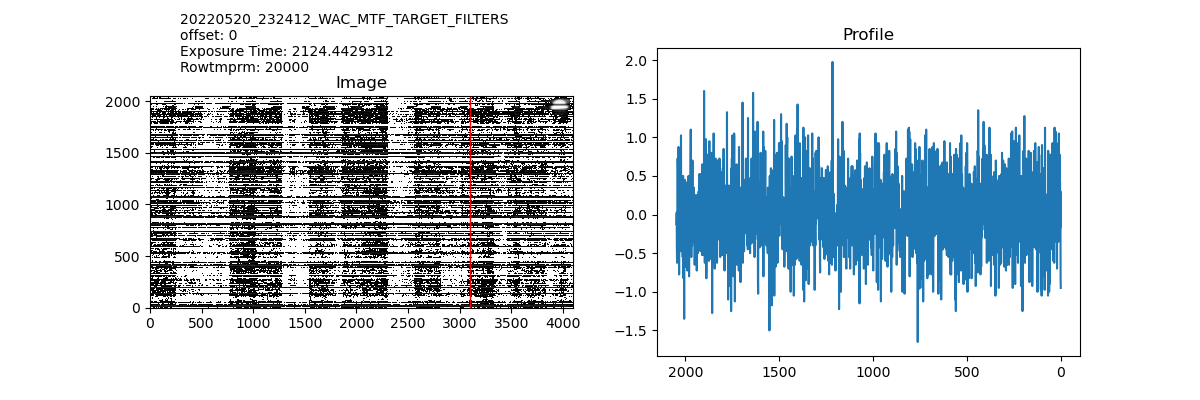 20220520_232412_WAC_MTF_TARGET_FILTERS
offset: 0
Exposure Time: 2124.4429312
Rowtmprm: 20000
Image
2000
1500
1000
500
0
0 500 1000 1500 2000 2500 3000 3500 4000
Profile
2.0
1.5
1.0
0.5
0.0
−0.5
−1.0
−1.5
2000 1500 1000 500 0